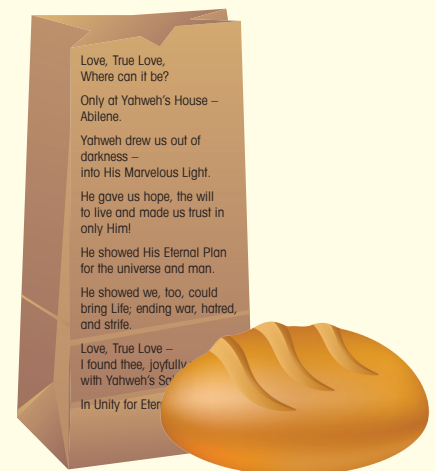 Love, True Love,
Where can it be?
Only at Yahweh's House –
Abilene.
Yahweh drew us out of
darkness –
into His Marvelous Light.
He gave us hope, the will
to live and made us trust in
only Him!
He showed His Eternal Plan
for the universe and man.
He showed we, too, could
bring Life; ending war, hatred,
and strife.
Love, True Love –
I found thee, joyfully
with Yahweh's
In Unity for